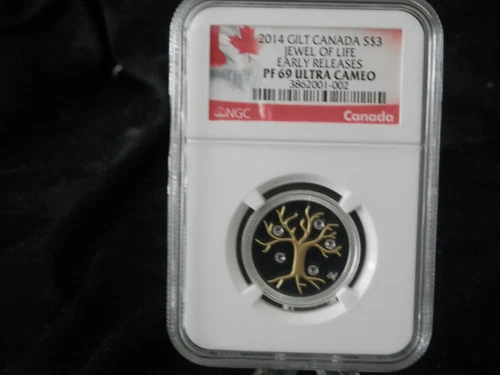 2014 GILT CANADA S$3
JEWEL OF LIFE
EARLY RELEASES
PF 69 ULTRA CAMEO
3862001-002
NGC
Canada